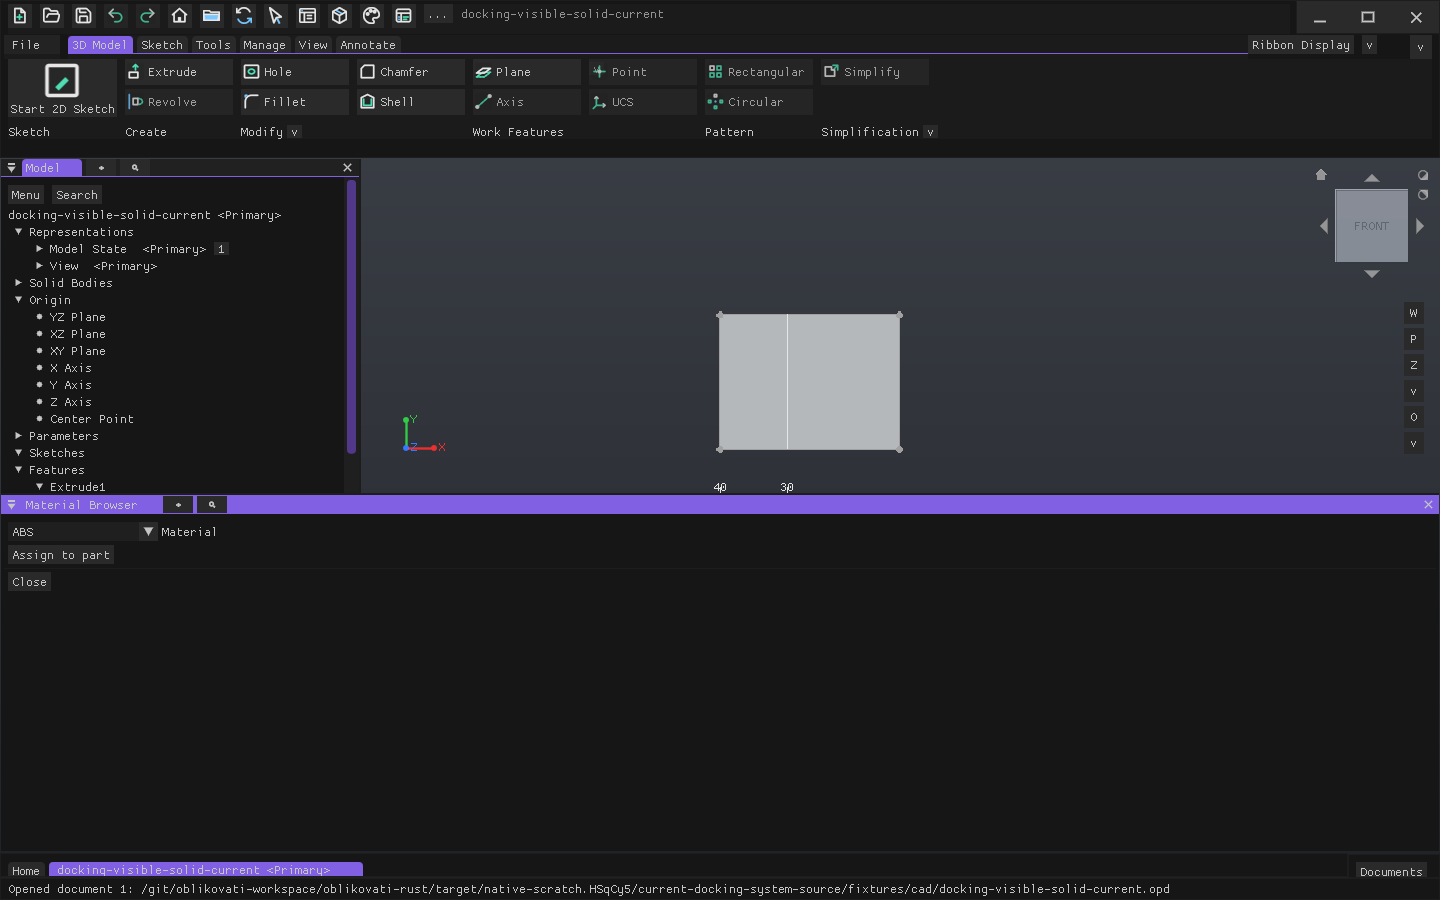 ... docking-visible-solid-current
File 3D Model Sketch Tools Manage View Annotate Ribbon Display v v
Start 2D Sketch
Extrude Hole Chamfer Plane Point Rectangular Simplify
Revolve Fillet Shell Axis UCS Circular
Sketch Create Modify v Work Features Pattern Simplification v
Model
Menu Search
docking-visible-solid-current <Primary>
Representations
Model State <Primary> 1
View <Primary>
Solid Bodies
Origin
YZ Plane
XZ Plane
XY Plane
X Axis
Y Axis
Z Axis
Center Point
Parameters
Sketches
Features
Extrude1
FRONT
W
P
Z
v
O
v
Y
Z X
40 30
Material Browser
ABS Material
Assign to part
Close
Home docking-visible-solid-current <Primary> Documents
Opened document 1: /git/oblikovati-workspace/oblikovati-rust/target/native-scratch.HSqCy5/current-docking-system-source/fixtures/cad/docking-visible-solid-current.opd